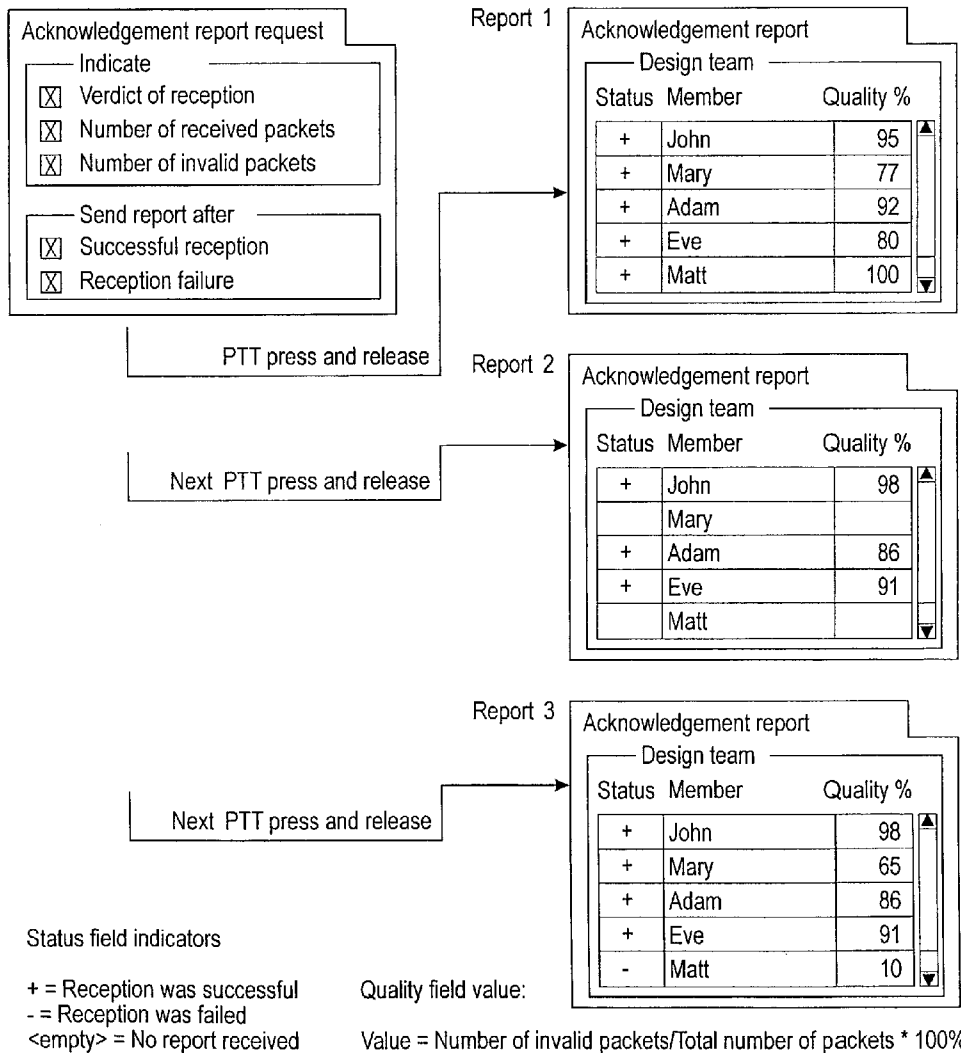 Acknowledgement report request
Indicate
[X] Verdict of reception
[X] Number of received packets
[X] Number of invalid packets
Send report after
[X] Successful reception
[X] Reception failure
PTT press and release
Report 1
Acknowledgement report
Design team
Status Member Quality %
+ John 95
+ Mary 77
+ Adam 92
+ Eve 80
+ Matt 100
Next PTT press and release
Report 2
Acknowledgement report
Design team
Status Member Quality %
+ John 98
Mary
+ Adam 86
+ Eve 91
Matt
Next PTT press and release
Report 3
Acknowledgement report
Design team
Status Member Quality %
+ John 98
+ Mary 65
+ Adam 86
+ Eve 91
- Matt 10
Status field indicators
+ = Reception was successful
- = Reception was failed
<empty> = No report received
Quality field value:
Value = Number of invalid packets/Total number of packets * 100%